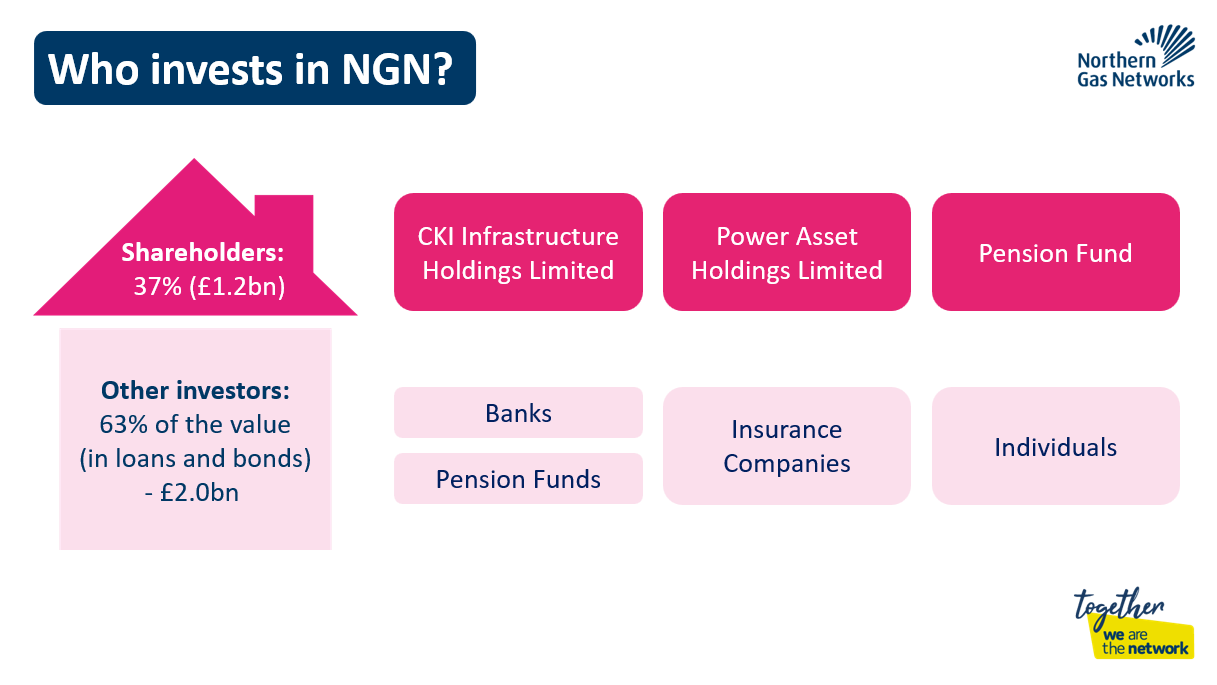 Who invests in NGN?
Northern
Gas Networks
Shareholders:
37% (£1.2bn)
CKI Infrastructure
Holdings Limited
Power Asset
Holdings Limited
Pension Fund
Other investors:
63% of the value
(in loans and bonds)
- £2.0bn
Banks
Pension Funds
Insurance
Companies
Individuals
together
we are
the network